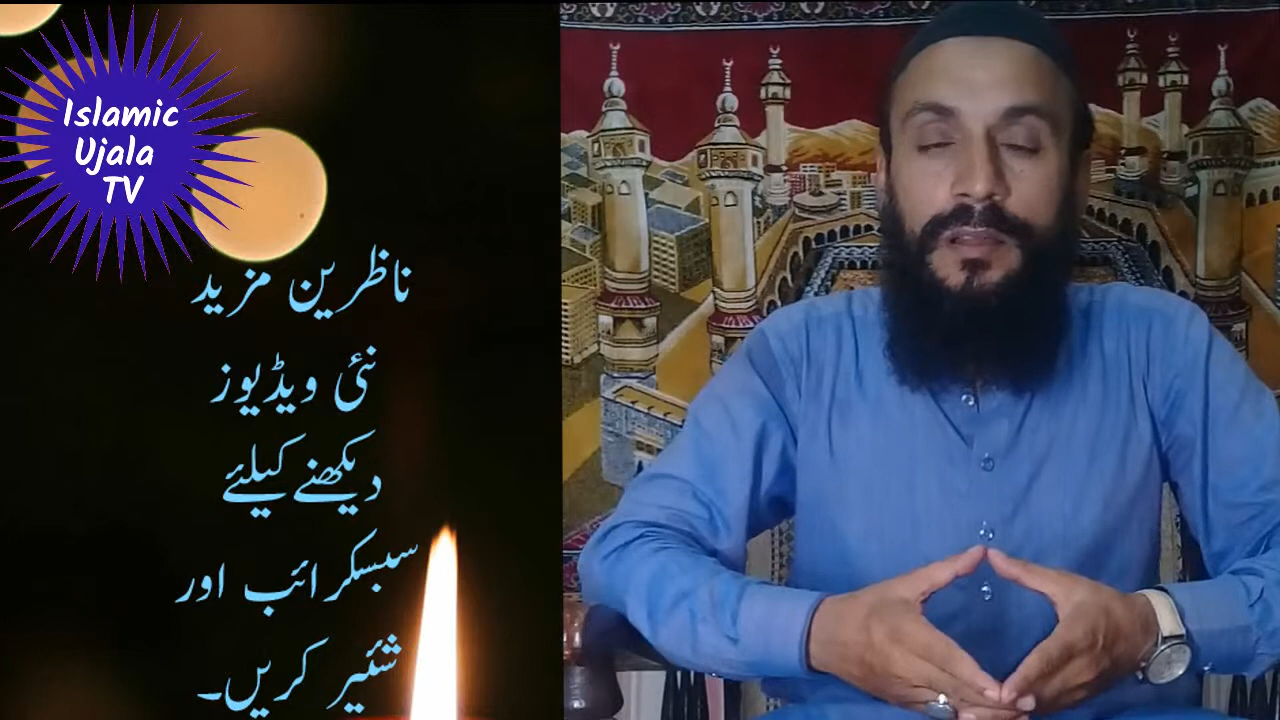 Islamic
Ujala
TV
ناظرین مزید
نئی ویڈیوز
دیکھنے کیلئے
سبسکرائب اور
شئیر کریں۔